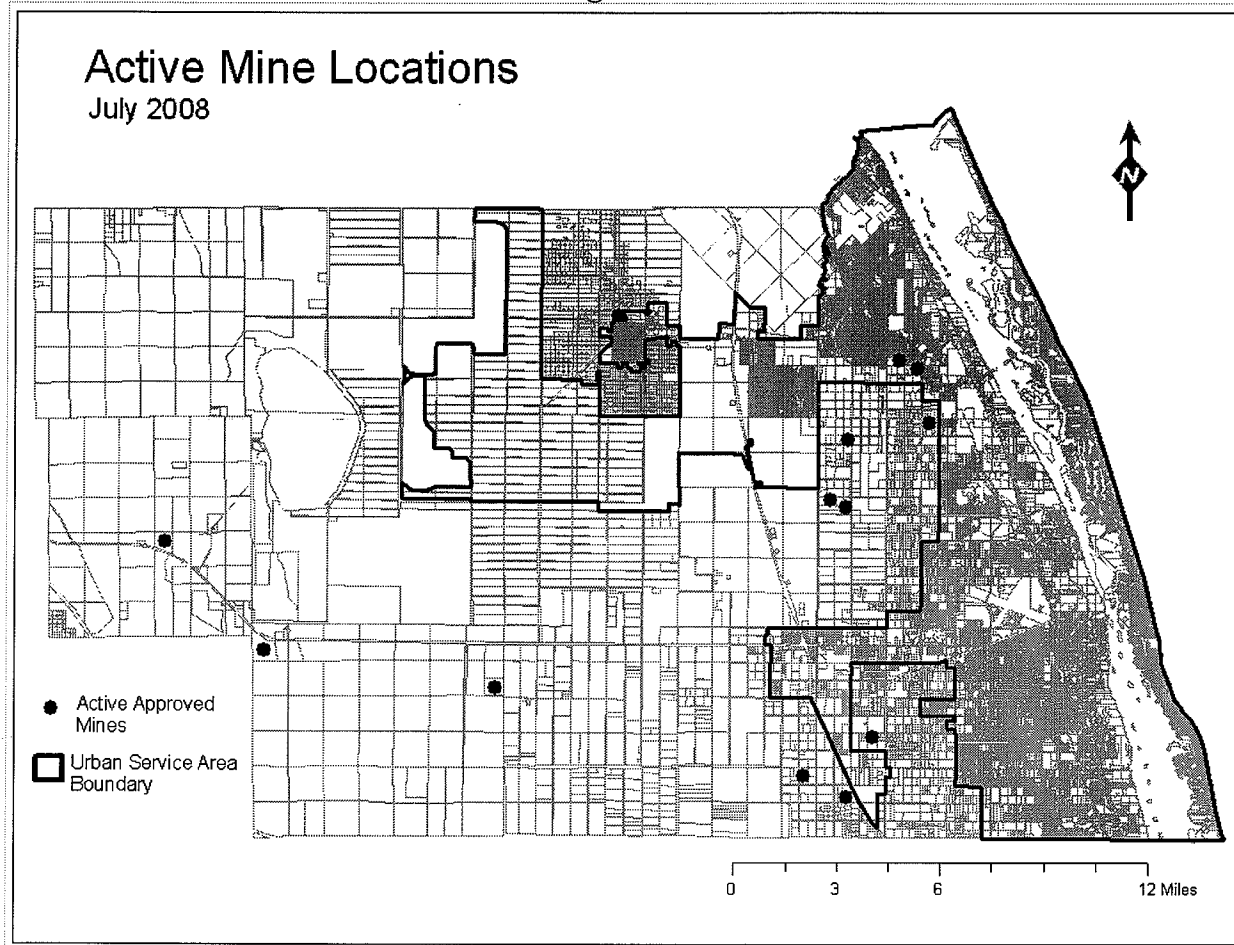 Active Mine Locations
July 2008
N
Active Approved
Mines
Urban Service Area
Boundary
0 3 6 12 Miles